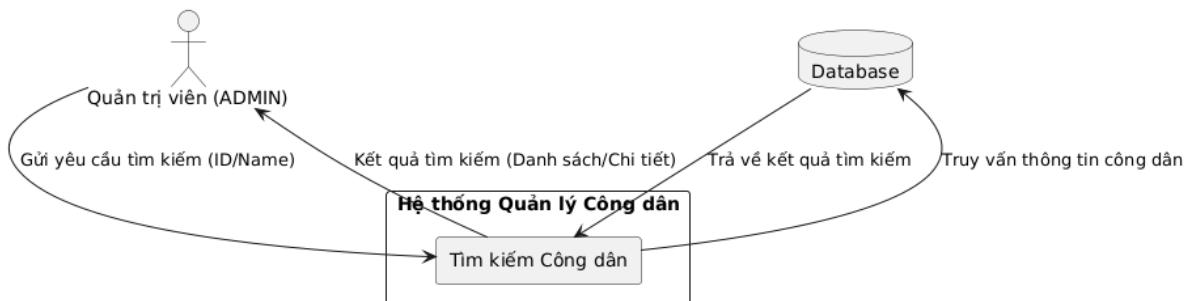 Database
Quản trị viên (ADMIN)
Gửi yêu cầu tìm kiếm (ID/Name)
Kết quả tìm kiếm (Danh sách/Chi tiết)
Trả về kết quả tìm kiếm
Truy vấn thông tin công dân
Hệ thống Quản lý Công dân
Tìm kiếm Công dân